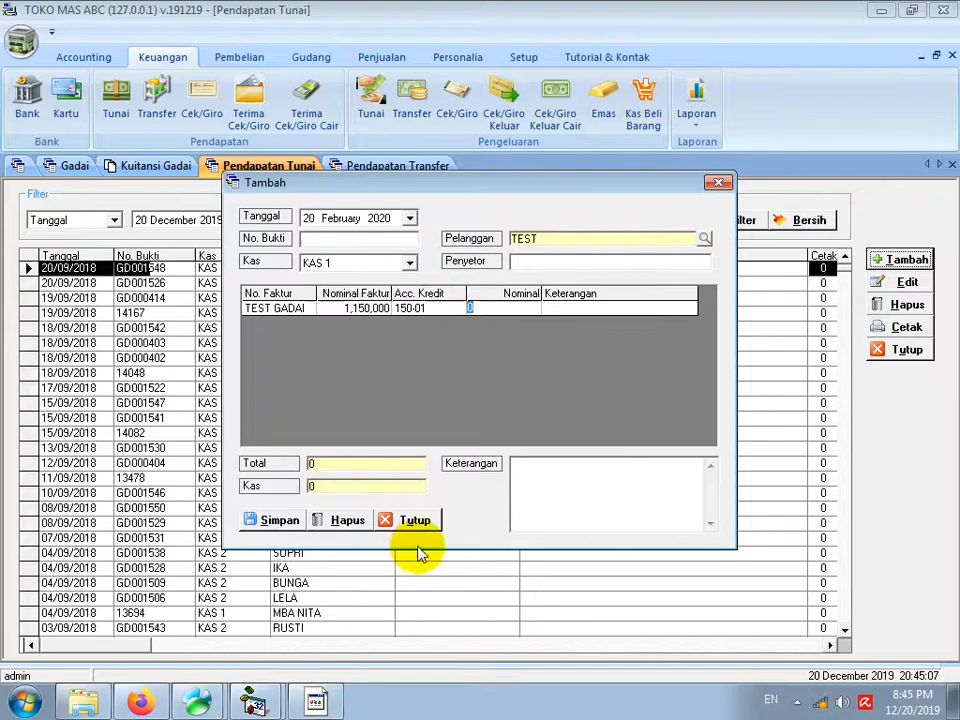 TOKO MAS ABC (127.0.0.1) v.191219 - [Pendapatan Tunai]
Accounting Keuangan Pembelian Gudang Penjualan Personalia Setup Tutorial & Kontak
Bank Kartu Tunai Transfer Cek/Giro Terima Cek/Giro Terima Cek/Giro Cair Tunai Transfer Cek/Giro Cek/Giro Keluar Cek/Giro Keluar Cair Emas Kas Beli Barang Laporan
Bank Pendapatan Pengeluaran Laporan
Gadai Kuitansi Gadai Pendapatan Tunai Pendapatan Transfer
Filter
Tanggal 20 December 2019 ilter Bersih
Tambah
Tanggal 20 February 2020
No. Bukti Pelanggan TEST
Kas KAS 1 Penyetor
No. Faktur Nominal Faktur Acc. Kredit Nominal Keterangan
TEST GADAI 1,150,000 150-01 0
Total 0 Keterangan
Kas 0
Simpan Hapus Tutup
Tanggal No. Bukti Kas Cetak
20/09/2018 GD001548 KAS 0
20/09/2018 GD001526 KAS 0
19/09/2018 GD000414 KAS 0
19/09/2018 14167 KAS 0
18/09/2018 GD001542 KAS 0
18/09/2018 GD000403 KAS 0
18/09/2018 GD000402 KAS 0
18/09/2018 14048 KAS 0
17/09/2018 GD001522 KAS 0
15/09/2018 GD001547 KAS 0
15/09/2018 GD001541 KAS 0
15/09/2018 14082 KAS 0
13/09/2018 GD001530 KAS 0
12/09/2018 GD000404 KAS 0
11/09/2018 13478 KAS 0
10/09/2018 GD001546 KAS 0
08/09/2018 GD001550 KAS 0
08/09/2018 GD001529 KAS 0
07/09/2018 GD001531 KAS 0
04/09/2018 GD001538 KAS 2 SUPRI 0
04/09/2018 GD001528 KAS 2 IKA 0
04/09/2018 GD001509 KAS 2 BUNGA 0
04/09/2018 GD001506 KAS 2 LELA 0
04/09/2018 13694 KAS 1 MBA NITA 0
03/09/2018 GD001543 KAS 2 RUSTI 0
Tambah
Edit
Hapus
Cetak
Tutup
admin 20 December 2019 20:45:07
EN 8:45 PM
12/20/2019